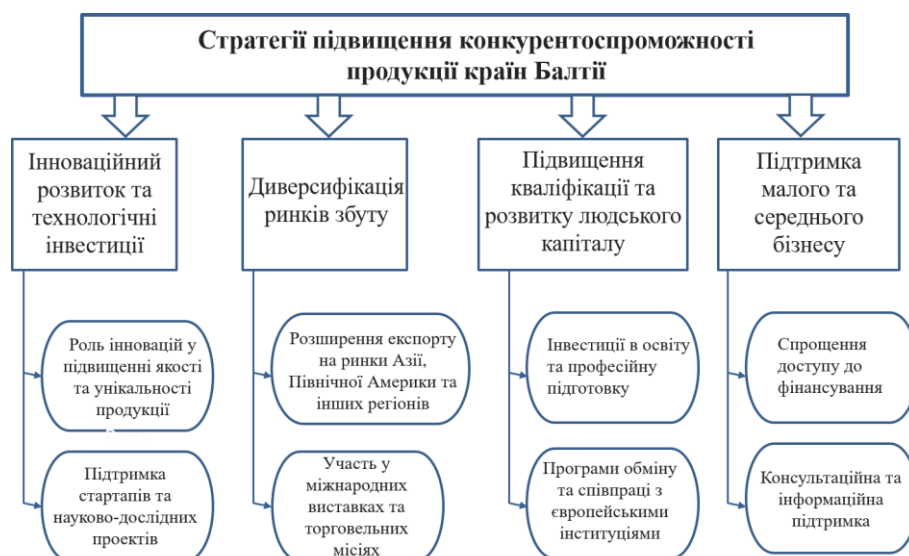 Стратегії підвищення конкурентоспроможності
продукції країн Балтії
Інноваційний
розвиток та
технологічні
інвестиції
Диверсифікація
ринків збуту
Підвищення
кваліфікації та
розвитку людського
капіталу
Підтримка
малого та
середнього
бізнесу
Роль інновацій у
підвищенні якості
та унікальності
продукції
Розширення експорту
на ринки Азії,
Північної Америки та
інших регіонів
Інвестиції в освіту
та професійну
підготовку
Спрощення
доступу до
фінансування
Підтримка
стартапів та
науково-дослідних
проектів
Участь у
міжнародних
виставках та
торговельних
місіях
Програми обміну
та співпраці з
європейськими
інституціями
Консультаційна та
інформаційна
підтримка